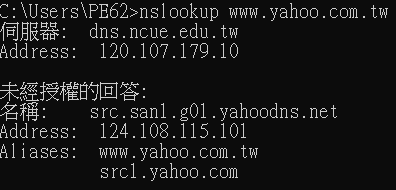 C:\Users\PE62>nslookup www.yahoo.com.tw
伺服器:  dns.ncue.edu.tw
Address:  120.107.179.10
未經授權的回答:
名稱:    src.san1.g01.yahoodns.net
Address:  124.108.115.101
Aliases:  www.yahoo.com.tw
src1.yahoo.com